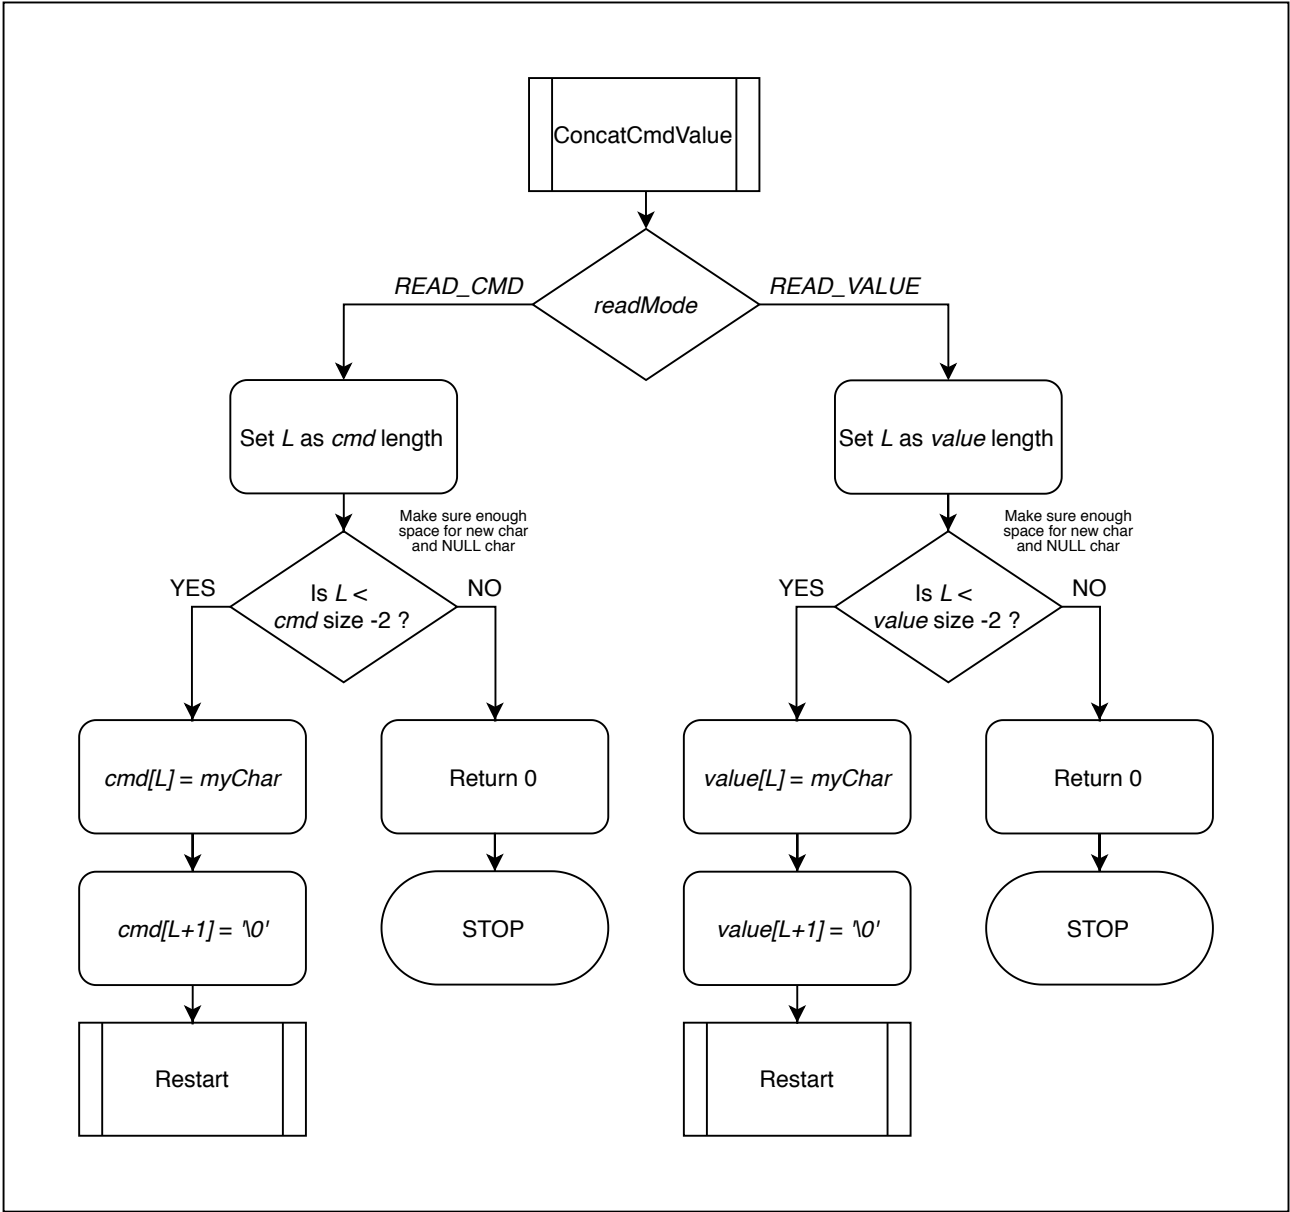 ConcatCmdValue
readMode
READ_CMD
READ_VALUE
Set L as cmd length
Set L as value length
Make sure enough
space for new char
and NULL char
Make sure enough
space for new char
and NULL char
YES
Is L <
cmd size -2 ?
NO
YES
Is L <
value size -2 ?
NO
cmd[L] = myChar
Return 0
value[L] = myChar
Return 0
cmd[L+1] = '\0'
STOP
value[L+1] = '\0'
STOP
Restart
Restart